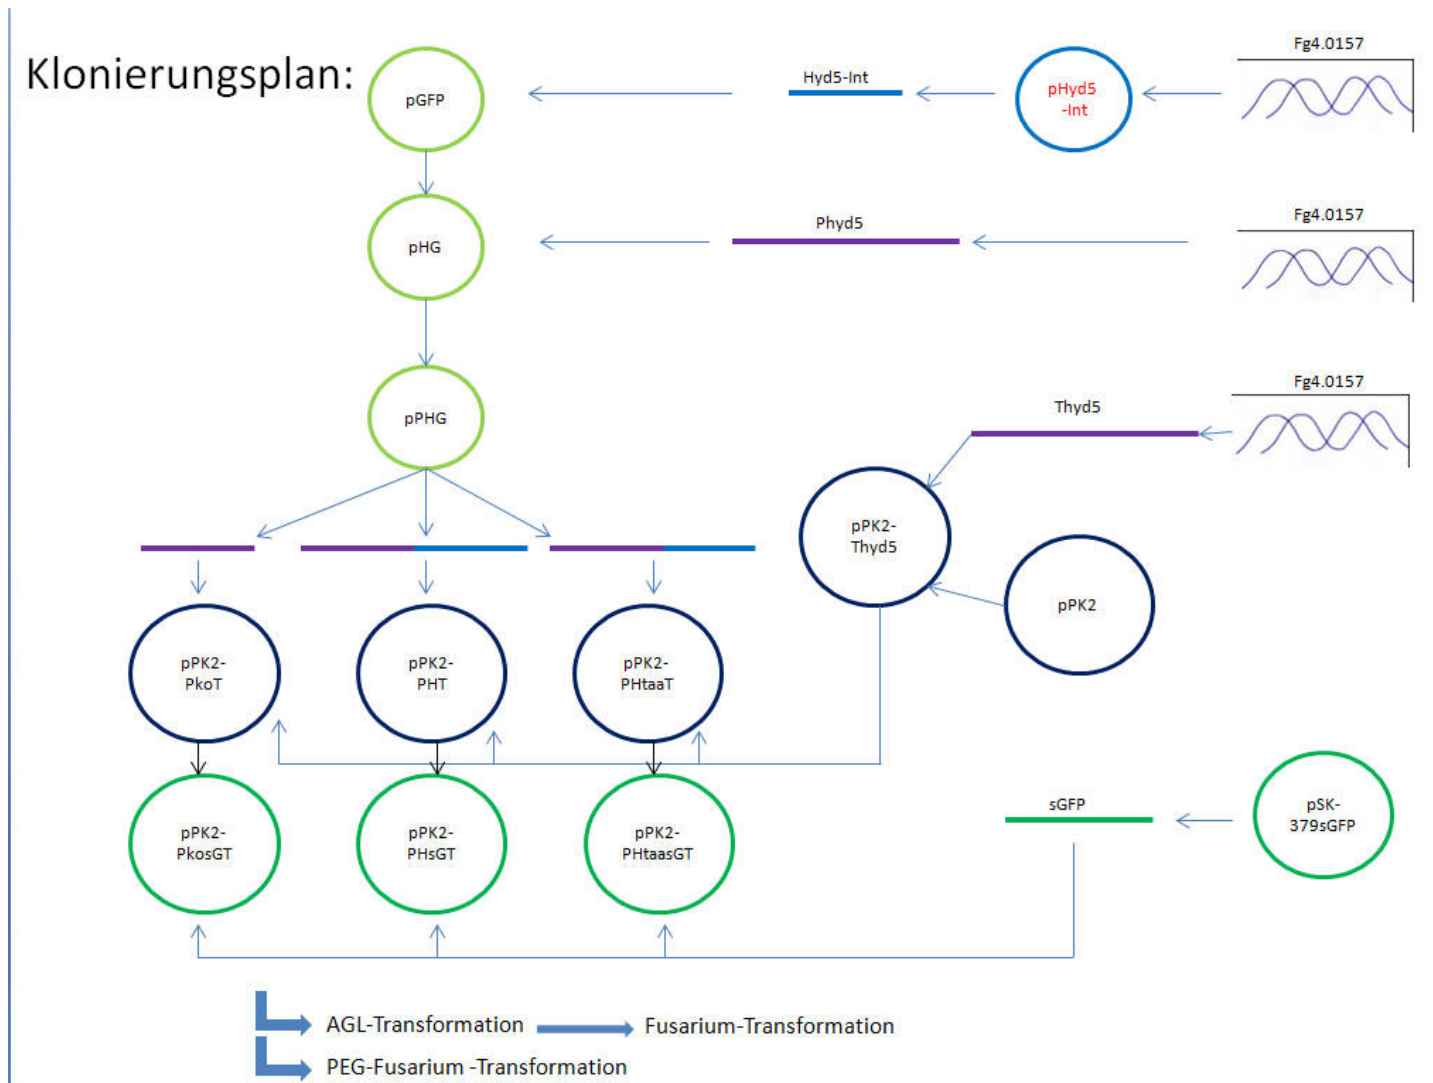 Klonierungsplan:
pGFP
Hyd5-Int
pHyd5
-Int
Fg4.0157
pHG
Phyd5
Fg4.0157
pPHG
Thyd5
Fg4.0157
pPK2-
Thyd5
pPK2
pPK2-
PkoT
pPK2-
PHT
pPK2-
PHtaaT
pPK2-
PkosGT
pPK2-
PHsGT
pPK2-
PHtaasGT
sGFP
pSK-
379sGFP
AGL-Transformation
Fusarium-Transformation
PEG-Fusarium -Transformation